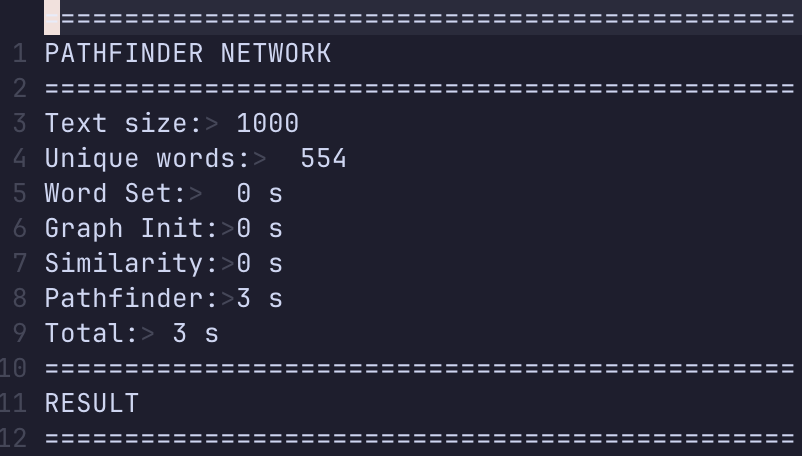 ===============================================
1 PATHFINDER NETWORK
2 ===============================================
3 Text size:> 1000
4 Unique words:>  554
5 Word Set:>  0 s
6 Graph Init:>0 s
7 Similarity:>0 s
8 Pathfinder:>3 s
9 Total:> 3 s
10 ===============================================
11 RESULT
12 ===============================================